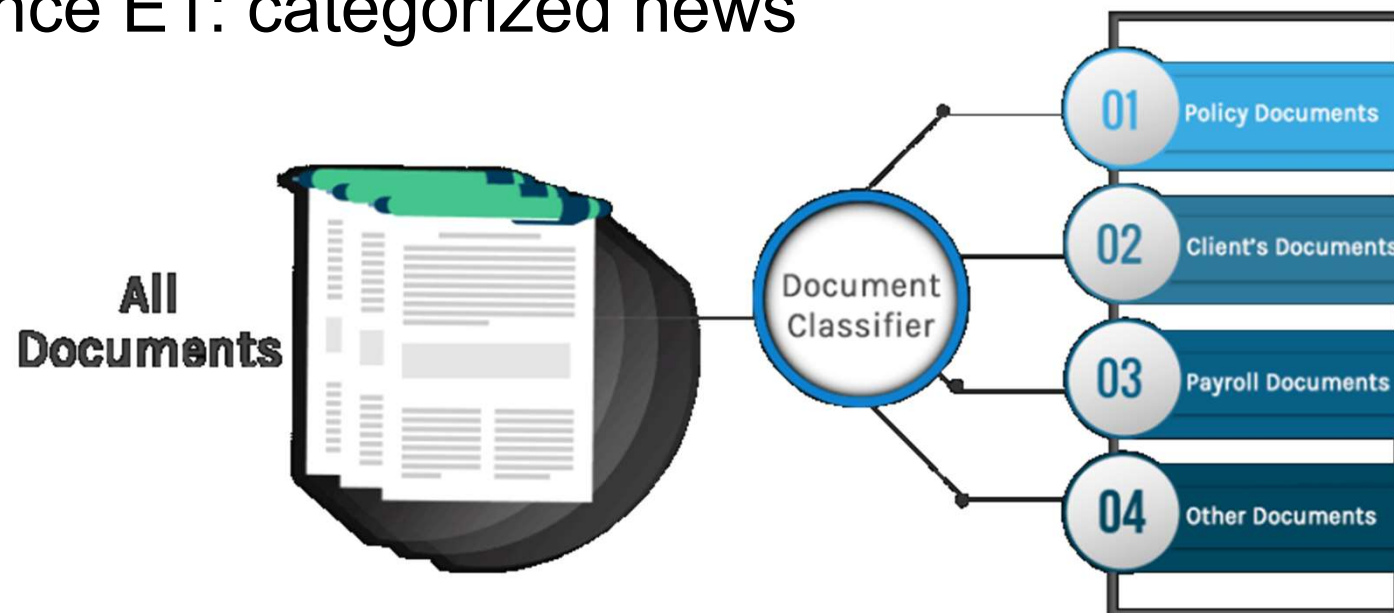 nce E1: categorized news
All
Documents
Document
Classifier
01 Policy Documents
02 Client's Documents
03 Payroll Documents
04 Other Documents